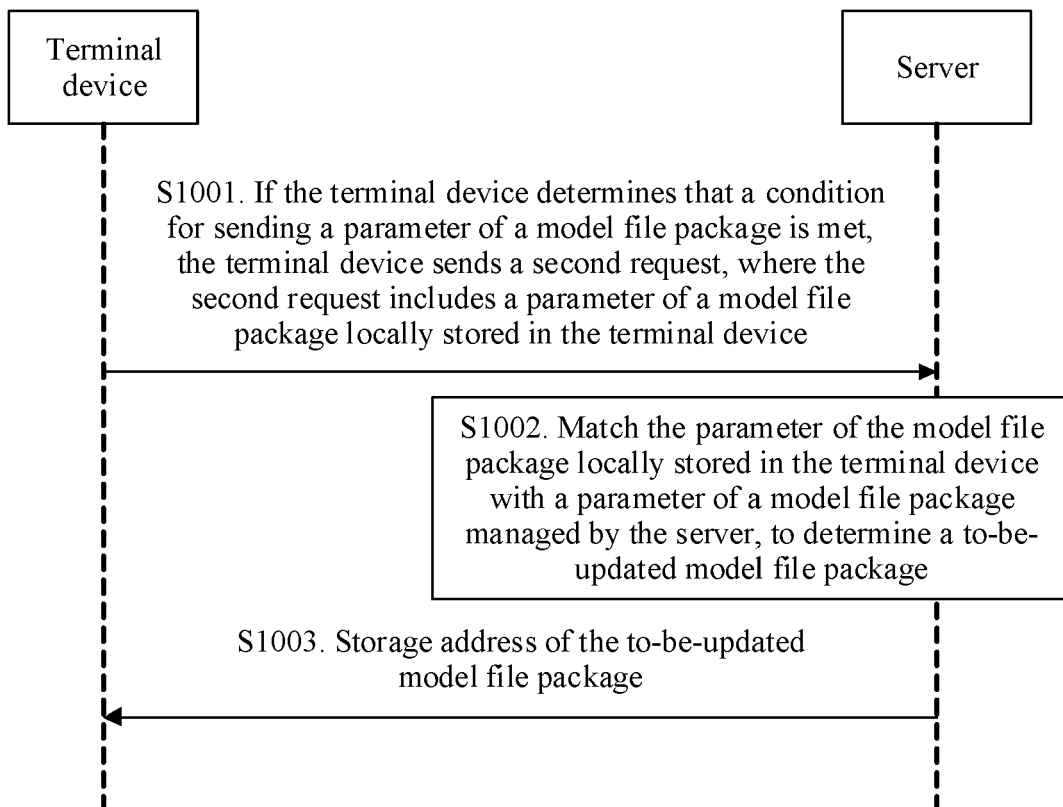 Terminal
device
Server
S1001. If the terminal device determines that a condition
for sending a parameter of a model file package is met,
the terminal device sends a second request, where the
second request includes a parameter of a model file
package locally stored in the terminal device
S1002. Match the parameter of the model file
package locally stored in the terminal device
with a parameter of a model file package
managed by the server, to determine a to-be-
updated model file package
S1003. Storage address of the to-be-updated
model file package